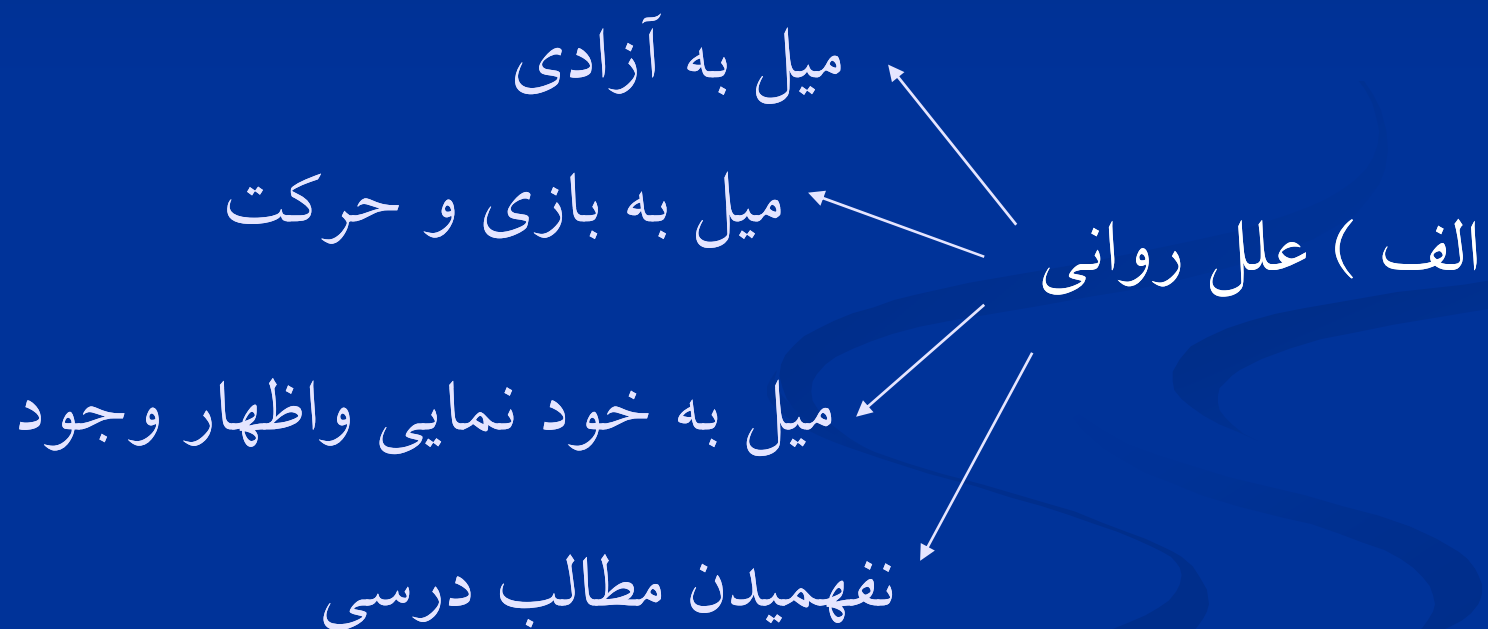 الف ) علل روانی
میل به آزادی
میل به بازی و حرکت
میل به خود نمایی واظهار وجود
نفهمیدن مطالب درسی